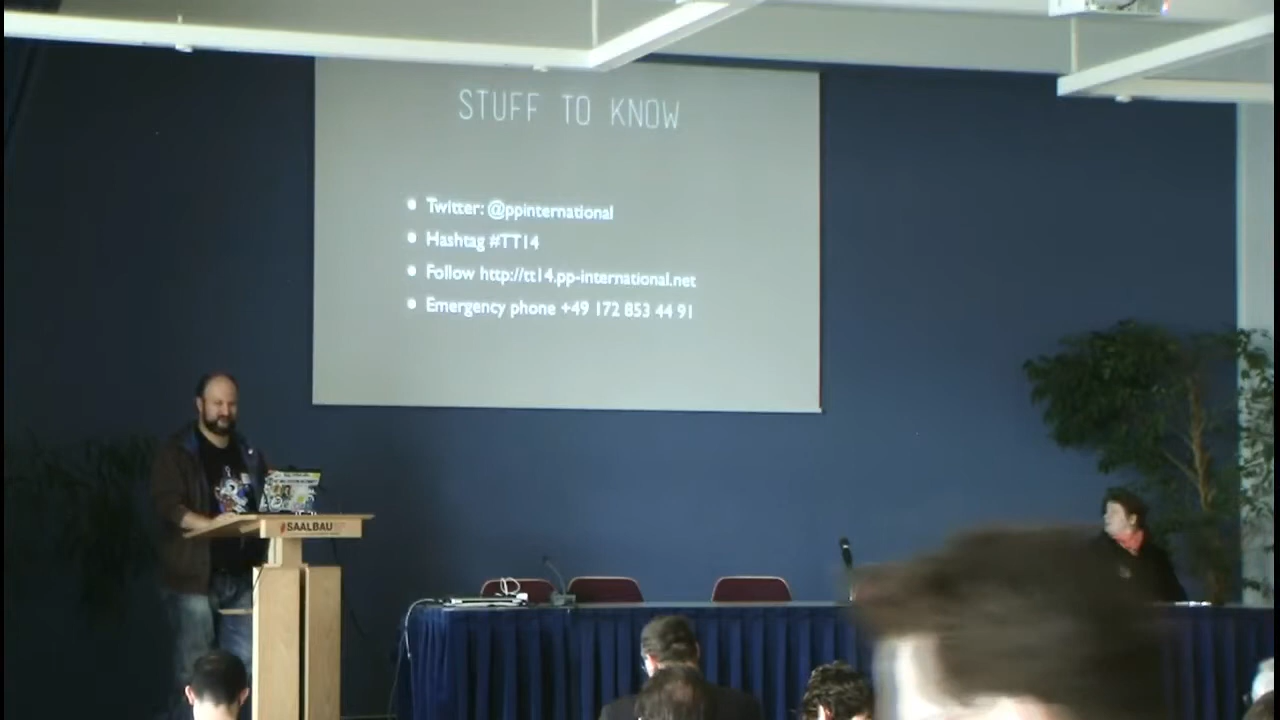 STUFF TO KNOW
Twitter: @ppinternational
Hashtag #TT14
Follow http://tt14.pp-international.net
Emergency phone +49 172 853 44 91
SAALBAU